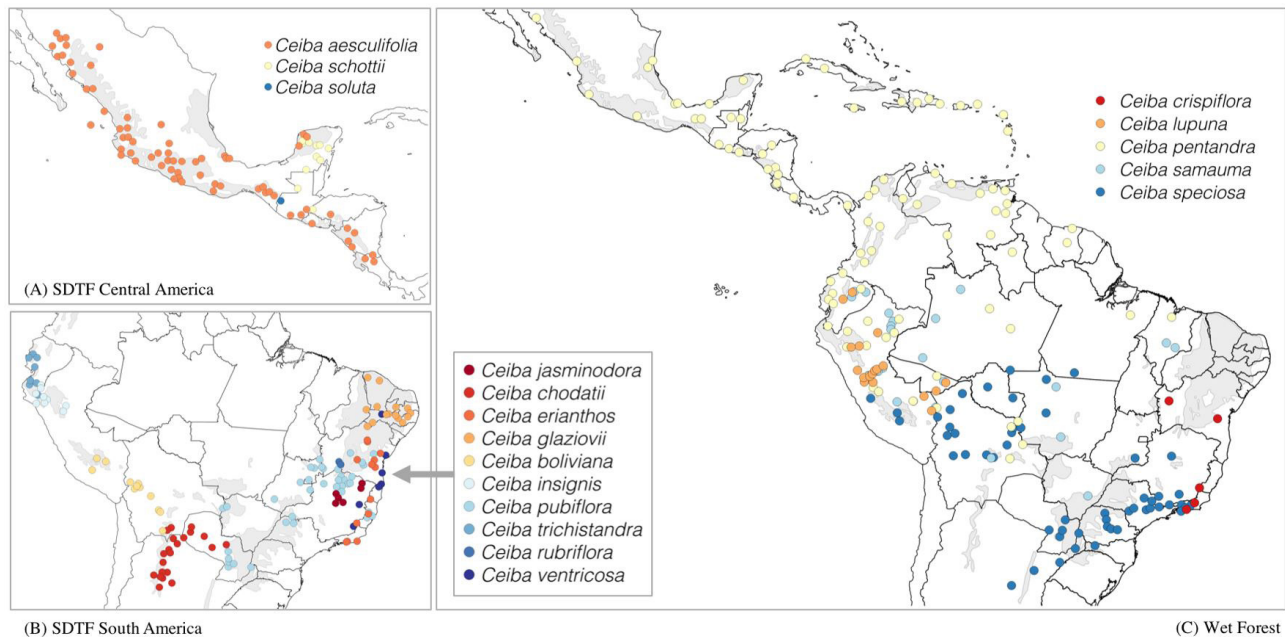 Ceiba aesculifolia
Ceiba schottii
Ceiba soluta
(A) SDTF Central America
Ceiba jasminodora
Ceiba chodatii
Ceiba erianthos
Ceiba glaziovii
Ceiba boliviana
Ceiba insignis
Ceiba pubiflora
Ceiba trichistandra
Ceiba rubriflora
Ceiba ventricosa
(B) SDTF South America
Ceiba crispiflora
Ceiba lupuna
Ceiba pentandra
Ceiba samauma
Ceiba speciosa
(C) Wet Forest